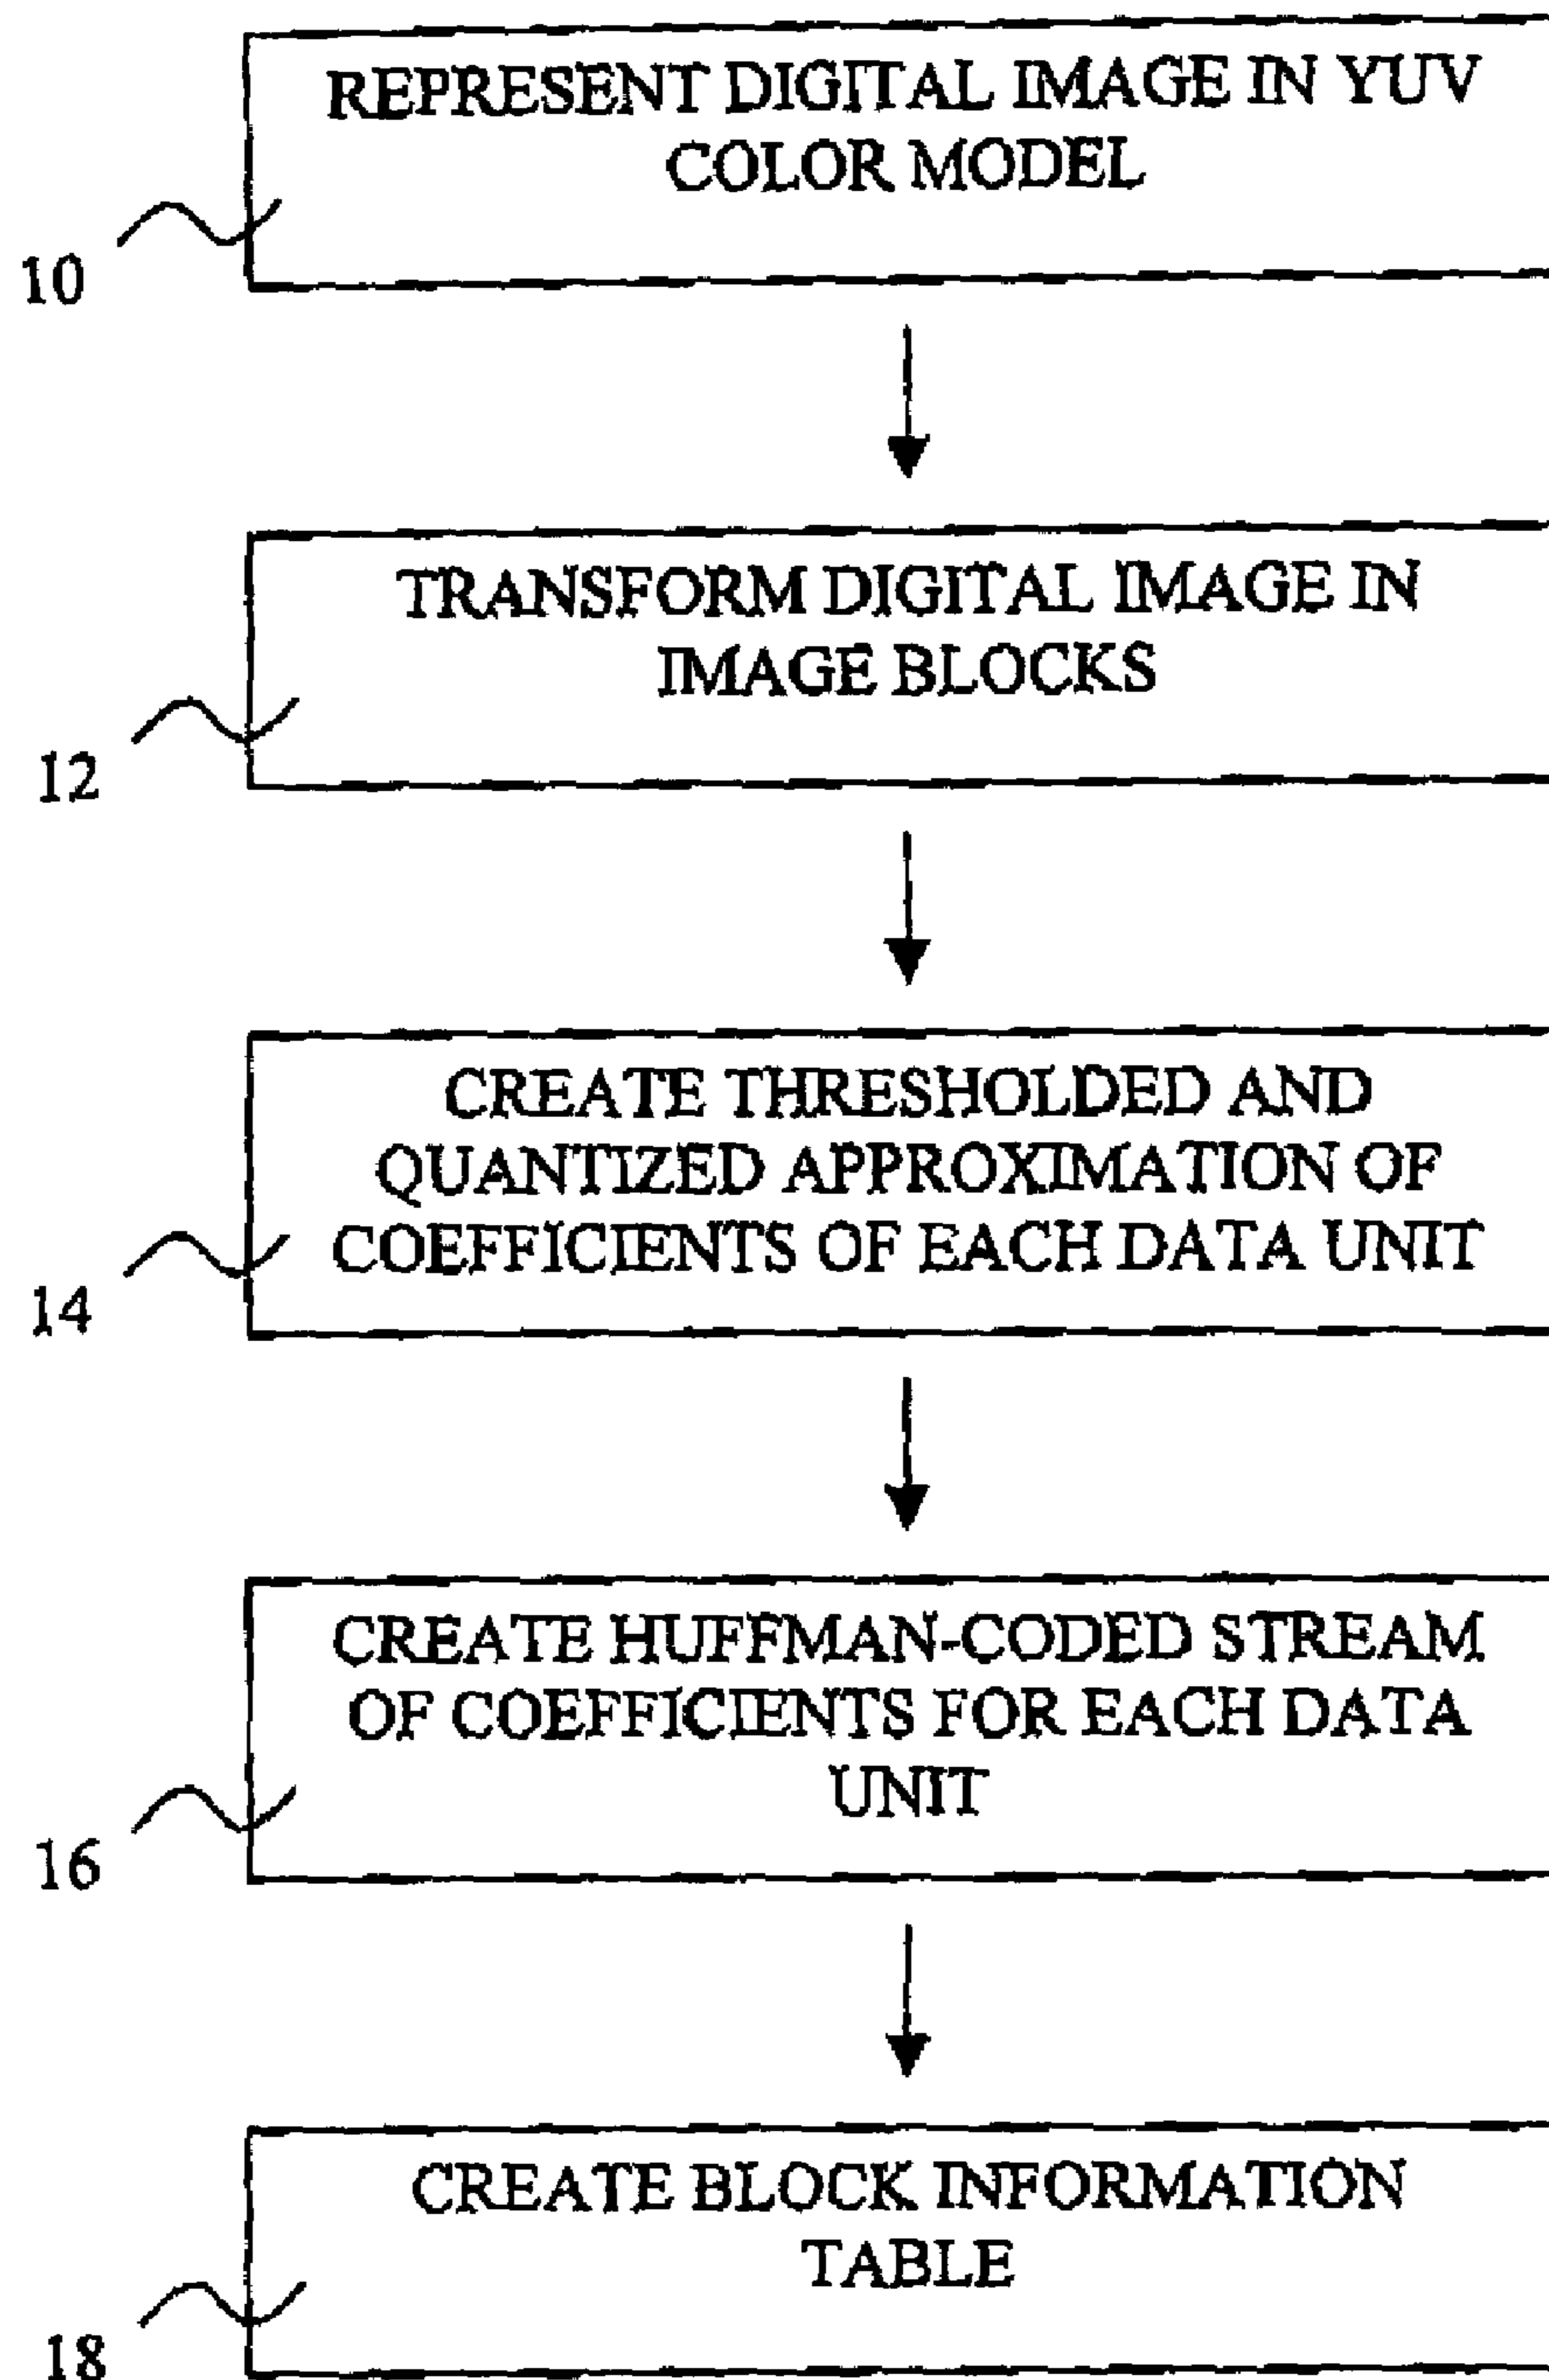 REPRESENT DIGITAL IMAGE IN YUV
COLOR MODEL
10
TRANSFORM DIGITAL IMAGE IN
IMAGE BLOCKS
12
CREATE THRESHOLDED AND
QUANTIZED APPROXIMATION OF
COEFFICIENTS OF EACH DATA UNIT
14
CREATE HUFFMAN-CODED STREAM
OF COEFFICIENTS FOR EACH DATA
UNIT
16
CREATE BLOCK INFORMATION
TABLE
18